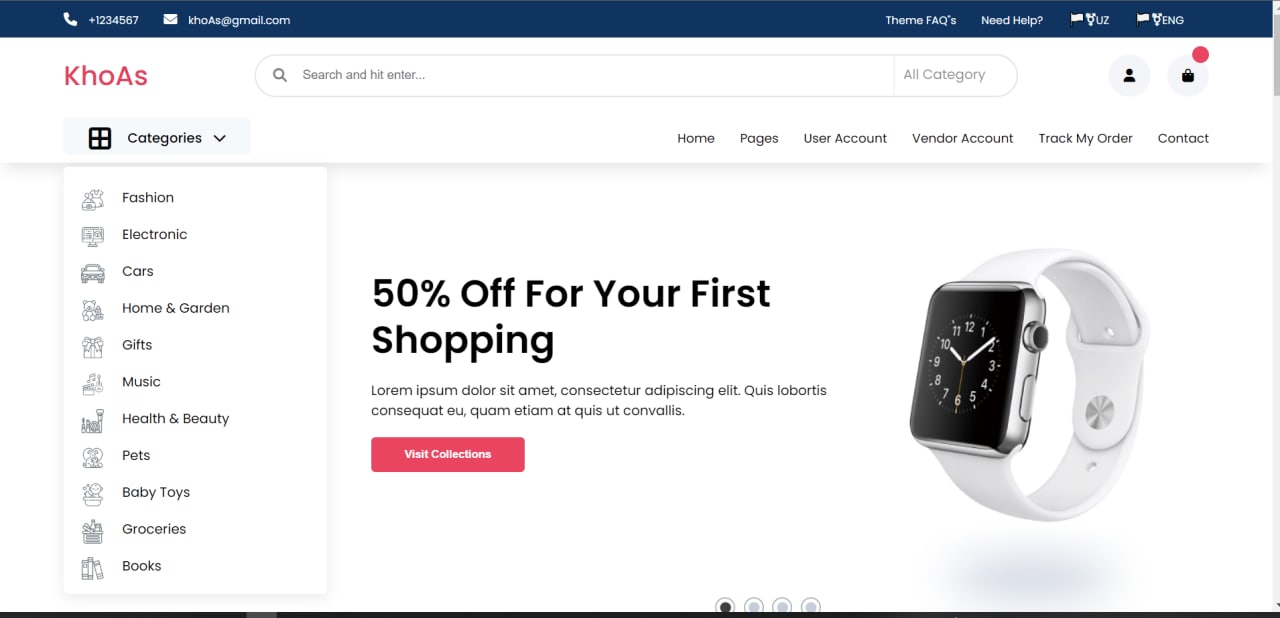 +1234567 khoAs@gmail.com Theme FAQ"s Need Help? 🏴⚧UZ 🏴⚧ENG
KhoAs Search and hit enter... All Category
Categories Home Pages User Account Vendor Account Track My Order Contact
Fashion
Electronic
Cars
Home & Garden
Gifts
Music
Health & Beauty
Pets
Baby Toys
Groceries
Books
50% Off For Your First
Shopping
Lorem ipsum dolor sit amet, consectetur adipiscing elit. Quis lobortis
consequat eu, quam etiam at quis ut convallis.
Visit Collections
12
1
2
3
4
5
6
7
8
9
10
11